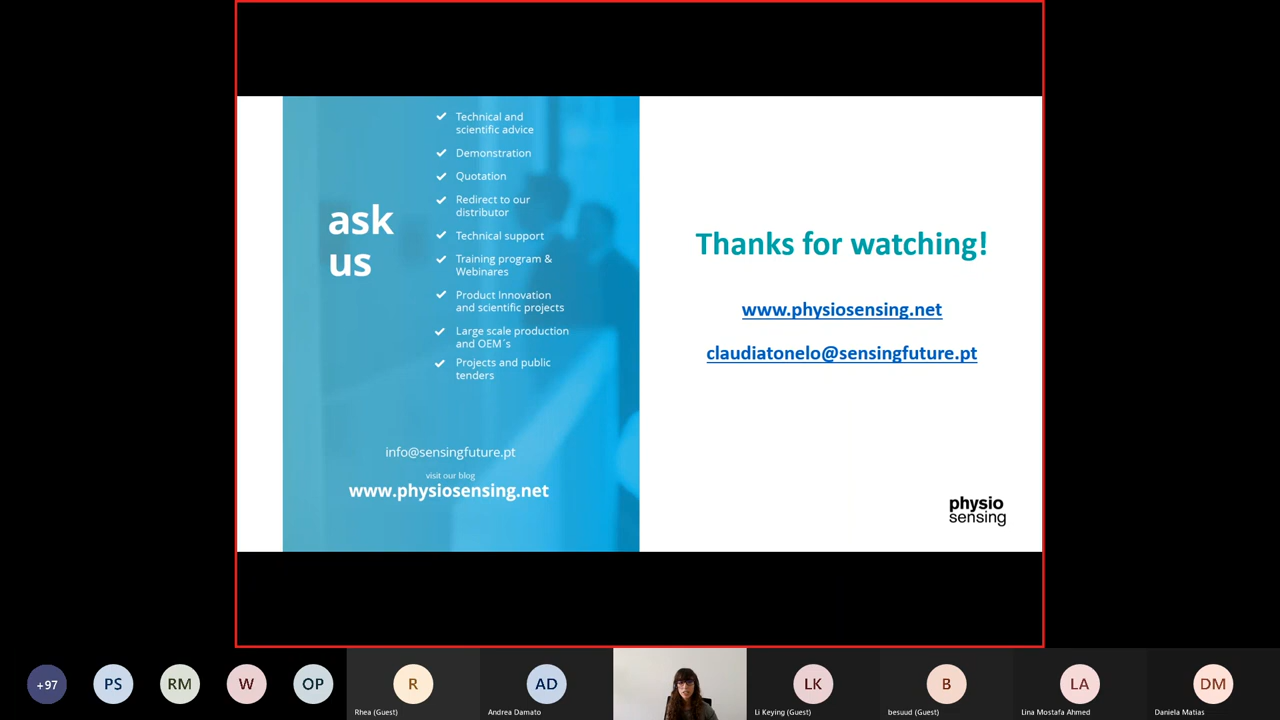 ask
us
Technical and
scientific advice
Demonstration
Quotation
Redirect to our
distributor
Technical support
Training program &
Webinares
Product Innovation
and scientific projects
Large scale production
and OEM´s
Projects and public
tenders
info@sensingfuture.pt
visit our blog
www.physiosensing.net
Thanks for watching!
www.physiosensing.net
claudiatonelo@sensingfuture.pt
physio
sensing
+97
PS
RM
W
OP
R
Rhea (Guest)
AD
Andrea Damato
LK
Li Keying (Guest)
B
besuud (Guest)
LA
Lina Mostafa Ahmed
DM
Daniela Matias